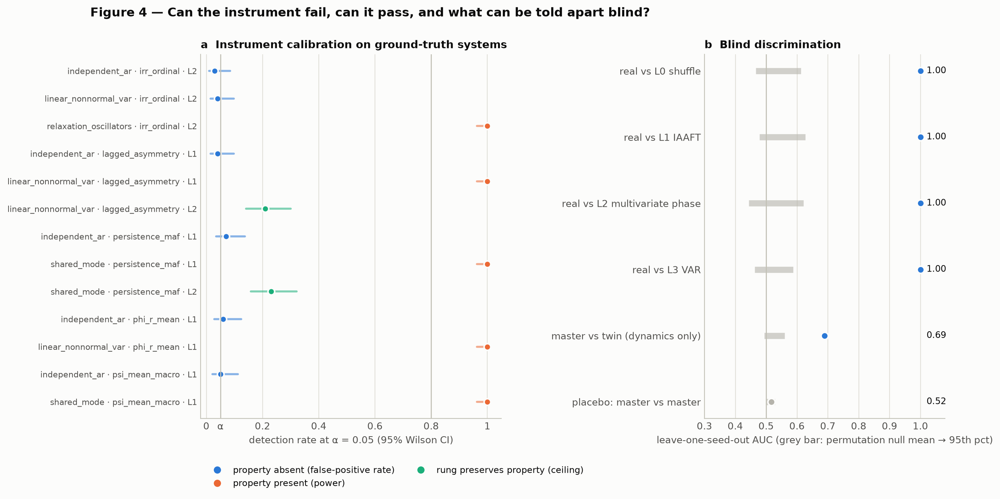 Figure 4 — Can the instrument fail, can it pass, and what can be told apart blind?
a Instrument calibration on ground-truth systems
independent_ar · irr_ordinal · L2
linear_nonnormal_var · irr_ordinal · L2
relaxation_oscillators · irr_ordinal · L2
independent_ar · lagged_asymmetry · L1
linear_nonnormal_var · lagged_asymmetry · L1
linear_nonnormal_var · lagged_asymmetry · L2
independent_ar · persistence_maf · L1
shared_mode · persistence_maf · L1
shared_mode · persistence_maf · L2
independent_ar · phi_r_mean · L1
linear_nonnormal_var · phi_r_mean · L1
independent_ar · psi_mean_macro · L1
shared_mode · psi_mean_macro · L1
0 α 0.2 0.4 0.6 0.8 1
detection rate at α = 0.05 (95% Wilson CI)
b Blind discrimination
real vs L0 shuffle 1.00
real vs L1 IAAFT 1.00
real vs L2 multivariate phase 1.00
real vs L3 VAR 1.00
master vs twin (dynamics only) 0.69
placebo: master vs master 0.52
0.3 0.4 0.5 0.6 0.7 0.8 0.9 1.0
leave-one-seed-out AUC (grey bar: permutation null mean → 95th pct)
property absent (false-positive rate)
property present (power)
rung preserves property (ceiling)